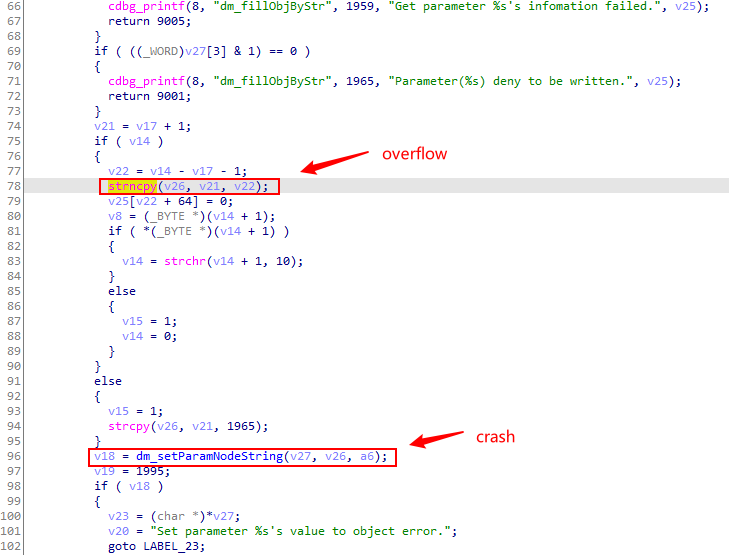 66 cdbg_printf(8, "dm_fillObjByStr", 1959, "Get parameter %s's infomation failed.", v25);
67 return 9005;
68 }
69 if ( ((_WORD)v27[3] & 1) == 0 )
70 {
71 cdbg_printf(8, "dm_fillObjByStr", 1965, "Parameter(%s) deny to be written.", v25);
72 return 9001;
73 }
74 v21 = v17 + 1;
75 if ( v14 )
76 {
77 v22 = v14 - v17 - 1;
overflow
78 strncpy(v26, v21, v22);
79 v25[v22 + 64] = 0;
80 v8 = (_BYTE *)(v14 + 1);
81 if ( *(_BYTE *)(v14 + 1) )
82 {
83 v14 = strchr(v14 + 1, 10);
84 }
85 else
86 {
87 v15 = 1;
88 v14 = 0;
89 }
90 }
91 else
92 {
93 v15 = 1;
94 strcpy(v26, v21, 1965);
95 }
crash
96 v18 = dm_setParamNodeString(v27, v26, a6);
97 v19 = 1995;
98 if ( v18 )
99 {
100 v23 = (char *)*v27;
101 v20 = "Set parameter %s's value to object error.";
102 goto LABEL_23;